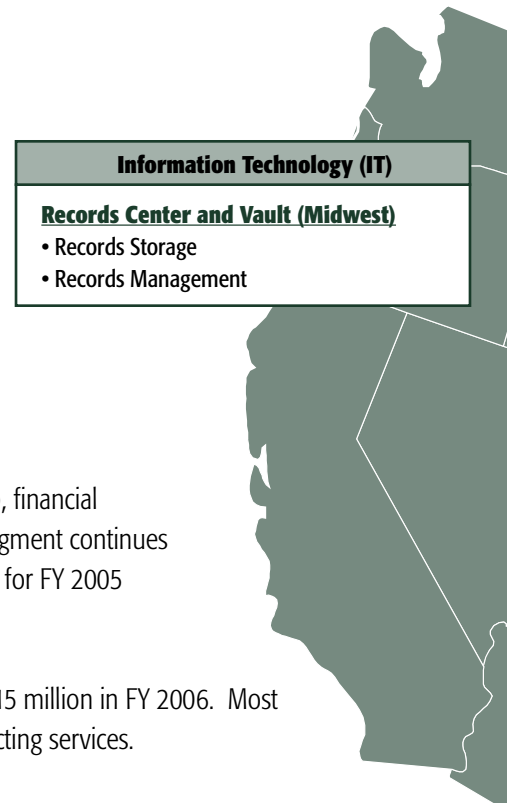 Information Technology (IT)
Records Center and Vault (Midwest)
• Records Storage
• Records Management
, financial
gment continues
for FY 2005
15 million in FY 2006. Most
cting services.